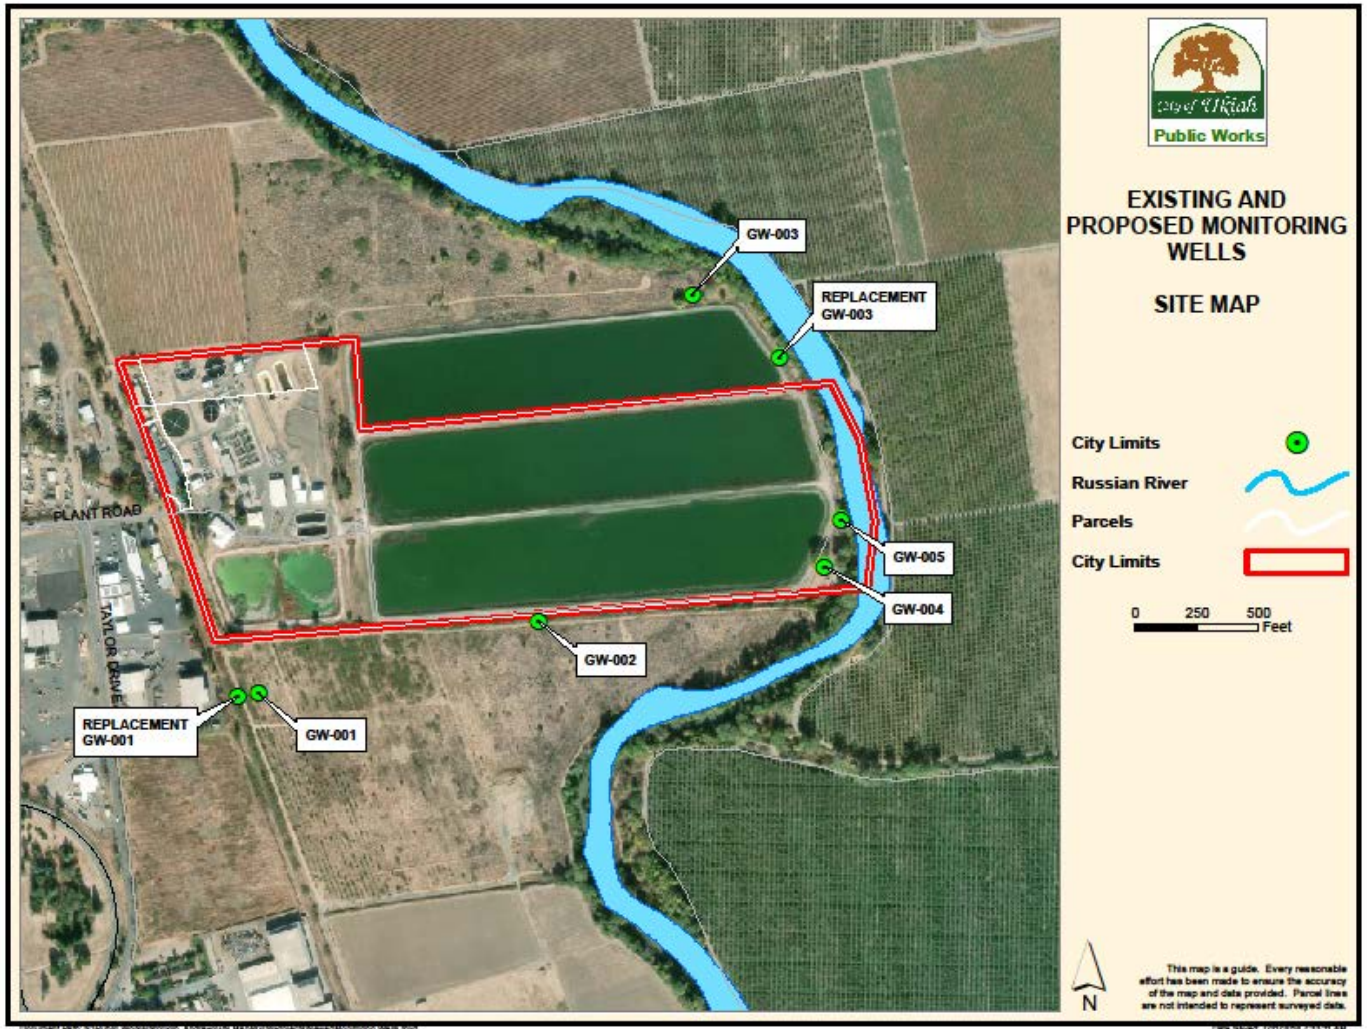 City of Ukiah
Public Works
EXISTING AND
PROPOSED MONITORING
WELLS
SITE MAP
GW-003
REPLACEMENT
GW-003
City Limits
Russian River
Parcels
City Limits
PLANT ROAD
GW-005
GW-004
0 250 500
Feet
TAYLOR DRIVE
GW-002
REPLACEMENT
GW-001
GW-001
N
This map is a guide. Every reasonable
effort has been made to ensure the accuracy
of the map and data provided. Parcel lines
are not intended to represent surveyed data.